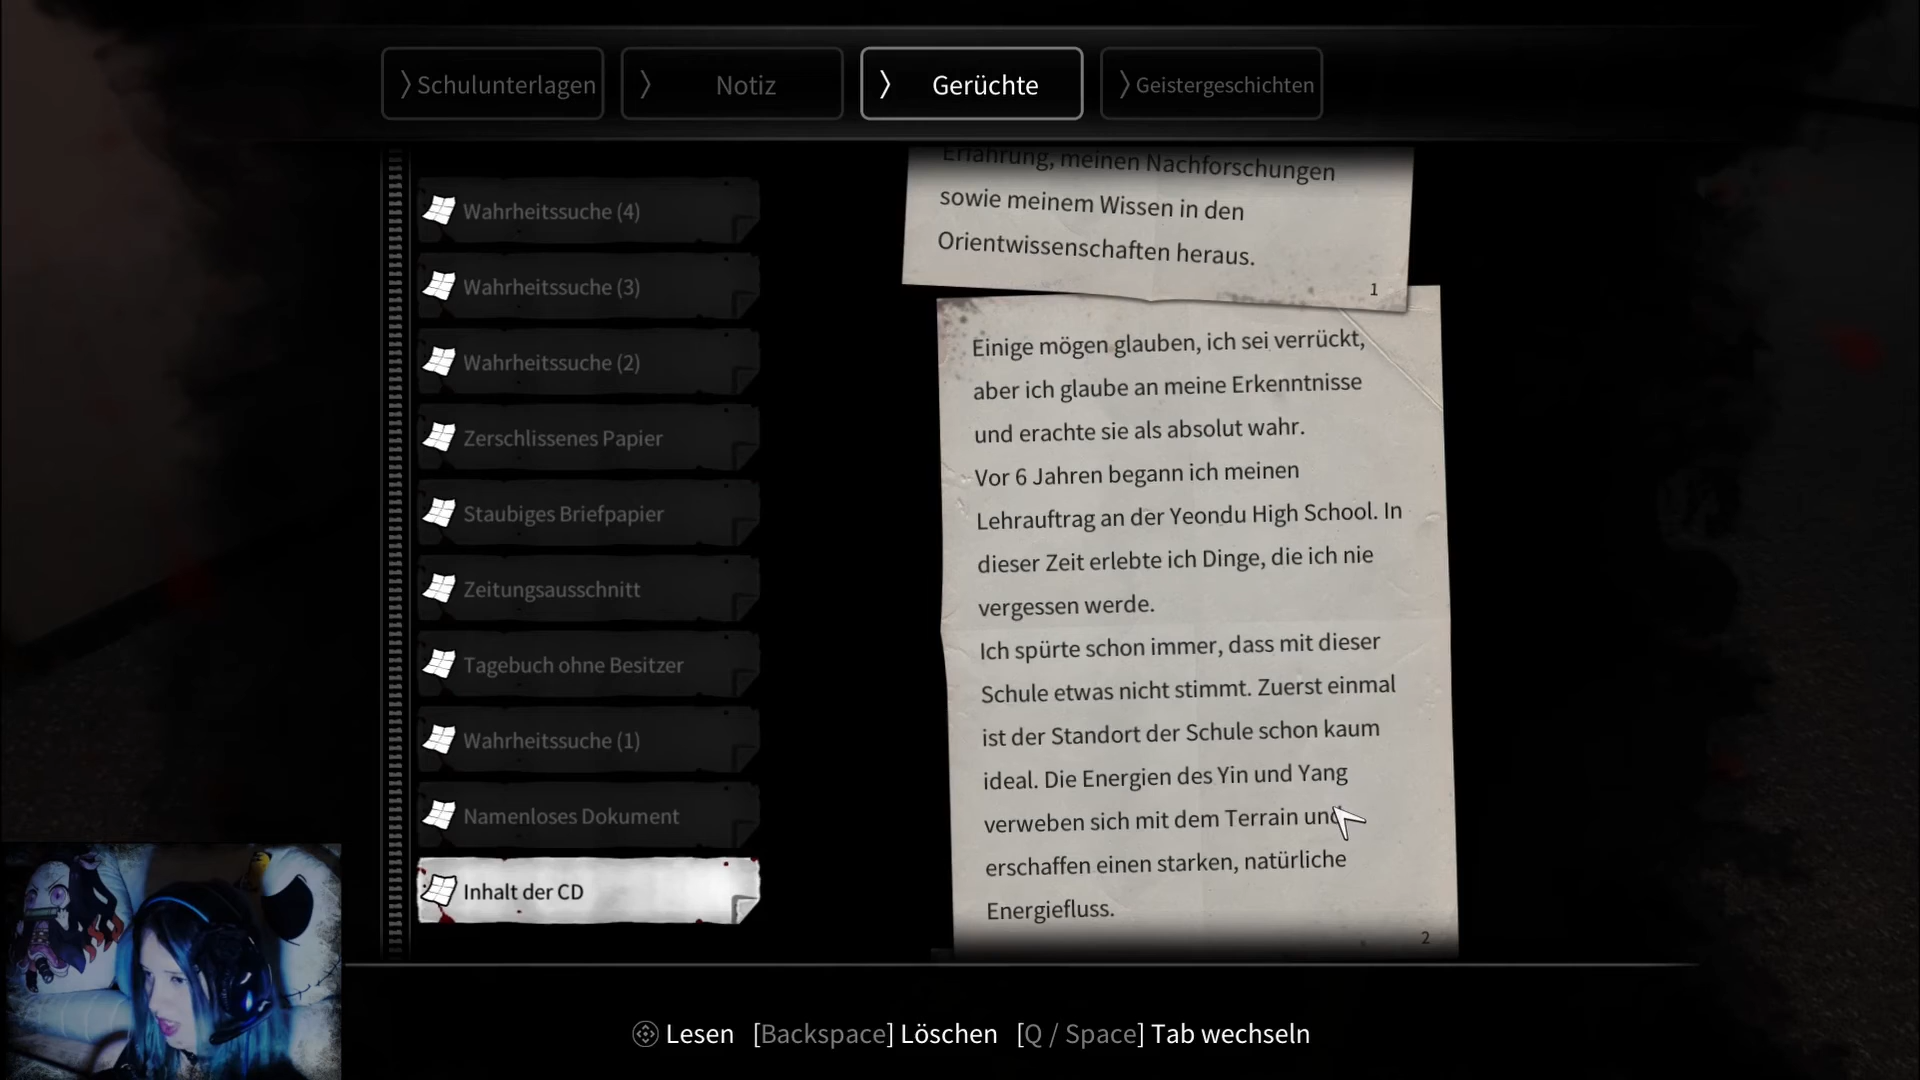 Schulunterlagen
Notiz
Gerüchte
Geistergeschichten
Wahrheitssuche (4)
Wahrheitssuche (3)
Wahrheitssuche (2)
Zerschlissenes Papier
Staubiges Briefpapier
Zeitungsausschnitt
Tagebuch ohne Besitzer
Wahrheitssuche (1)
Namenloses Dokument
Inhalt der CD
Erfahrung, meinen Nachforschungen
sowie meinem Wissen in den
Orientwissenschaften heraus.
1
Einige mögen glauben, ich sei verrückt,
aber ich glaube an meine Erkenntnisse
und erachte sie als absolut wahr.
Vor 6 Jahren begann ich meinen
Lehrauftrag an der Yeondu High School. In
dieser Zeit erlebte ich Dinge, die ich nie
vergessen werde.
Ich spürte schon immer, dass mit dieser
Schule etwas nicht stimmt. Zuerst einmal
ist der Standort der Schule schon kaum
ideal. Die Energien des Yin und Yang
verweben sich mit dem Terrain und
erschaffen einen starken, natürliche
Energiefluss.
2
Lesen [Backspace] Löschen [Q / Space] Tab wechseln